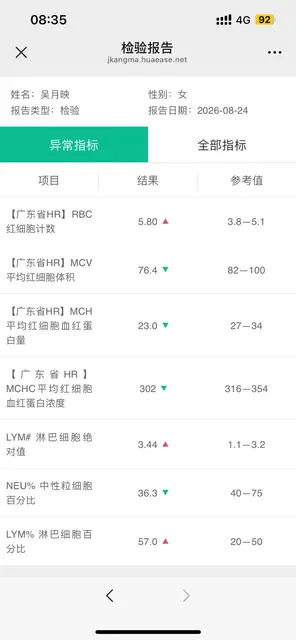 08:35
4G 92
检验报告
jkangma.huaease.net
姓名：吴月映 性别：女
报告类型：检验 报告日期：2026-08-24
异常指标 全部指标
项目 结果 参考值
【广东省HR】RBC
红细胞计数 5.80 ▲ 3.8—5.1
【广东省HR】MCV
平均红细胞体积 76.4 ▼ 82—100
【广东省HR】MCH
平均红细胞血红蛋
白量 23.0 ▼ 27—34
【广东省HR】
MCHC平均红细胞
血红蛋白浓度 302 ▼ 316—354
LYM# 淋巴细胞绝
对值 3.44 ▲ 1.1—3.2
NEU% 中性粒细胞
百分比 36.3 ▼ 40—75
LYM% 淋巴细胞百
分比 57.0 ▲ 20—50